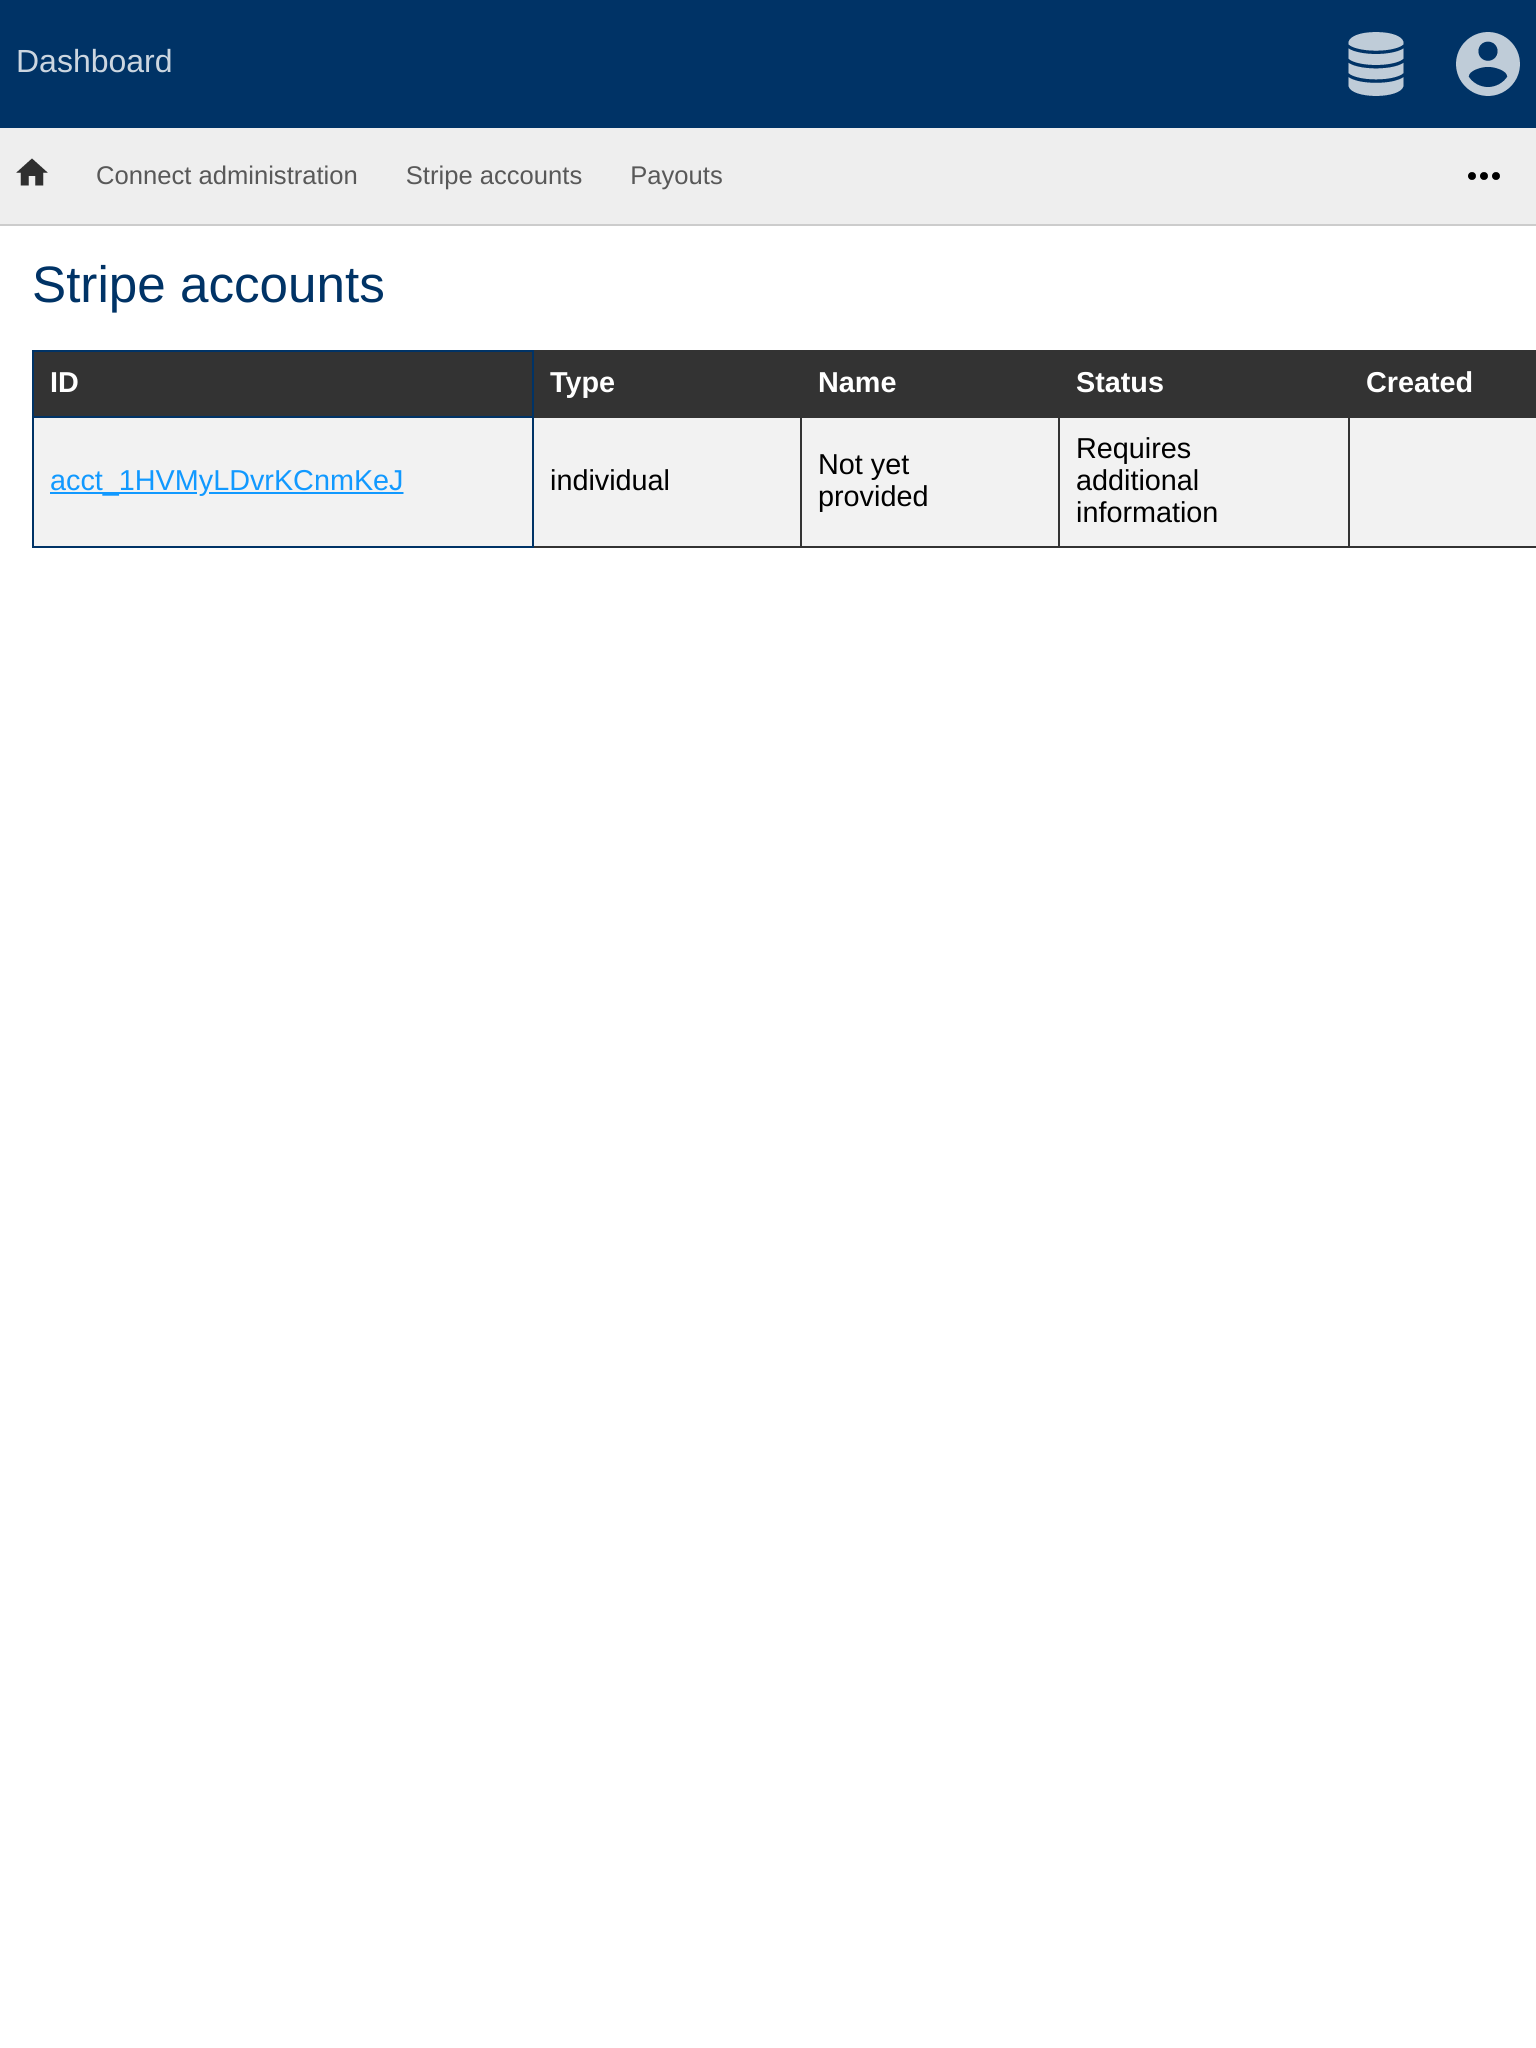 Dashboard
Connect administration Stripe accounts Payouts
Stripe accounts
ID Type Name Status Created
acct_1HVMyLDvrKCnmKeJ individual Not yet provided Requires additional information